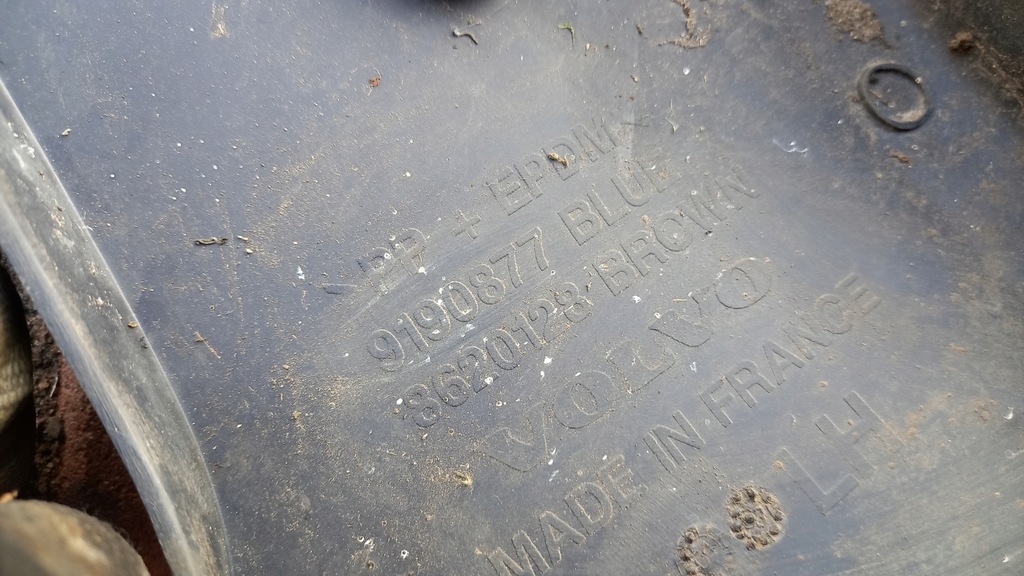 PP + EPDM
9190877 BLUE
8620128 BROWN
VOLVO
MADE IN FRANCE
LH